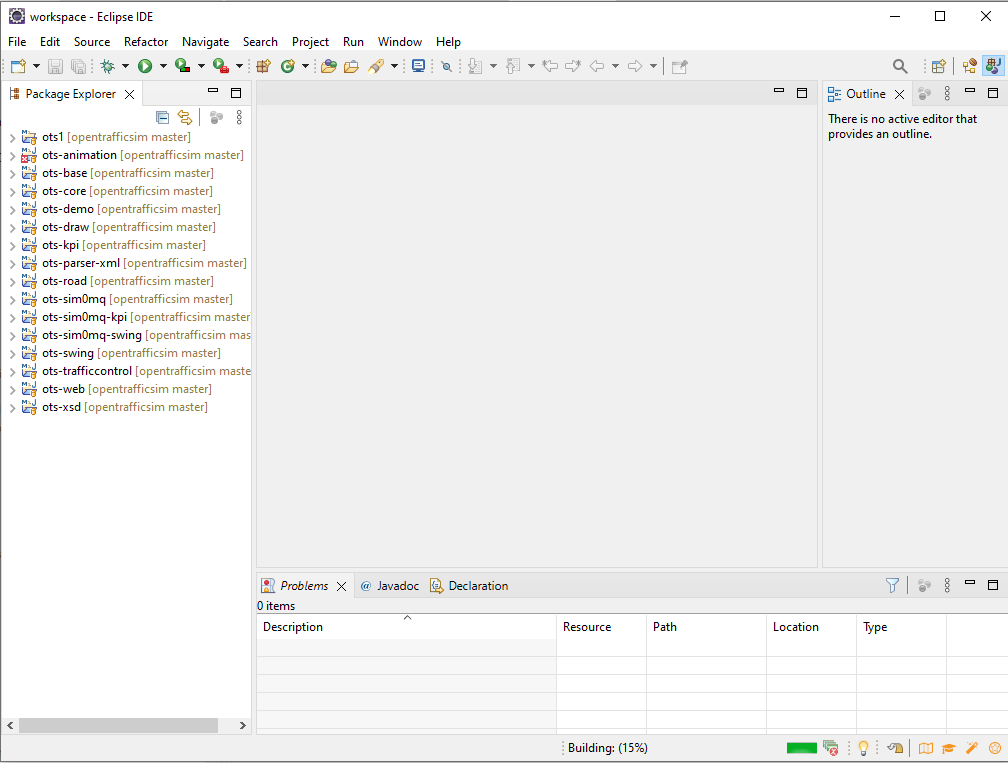 workspace - Eclipse IDE
File Edit Source Refactor Navigate Search Project Run Window Help
Package Explorer
ots1 [opentrafficsim master]
ots-animation [opentrafficsim master]
ots-base [opentrafficsim master]
ots-core [opentrafficsim master]
ots-demo [opentrafficsim master]
ots-draw [opentrafficsim master]
ots-kpi [opentrafficsim master]
ots-parser-xml [opentrafficsim master]
ots-road [opentrafficsim master]
ots-sim0mq [opentrafficsim master]
ots-sim0mq-kpi [opentrafficsim master
ots-sim0mq-swing [opentrafficsim mas
ots-swing [opentrafficsim master]
ots-trafficcontrol [opentrafficsim maste
ots-web [opentrafficsim master]
ots-xsd [opentrafficsim master]
Outline
There is no active editor that
provides an outline.
Problems @ Javadoc Declaration
0 items
Description Resource Path Location Type
Building: (15%)